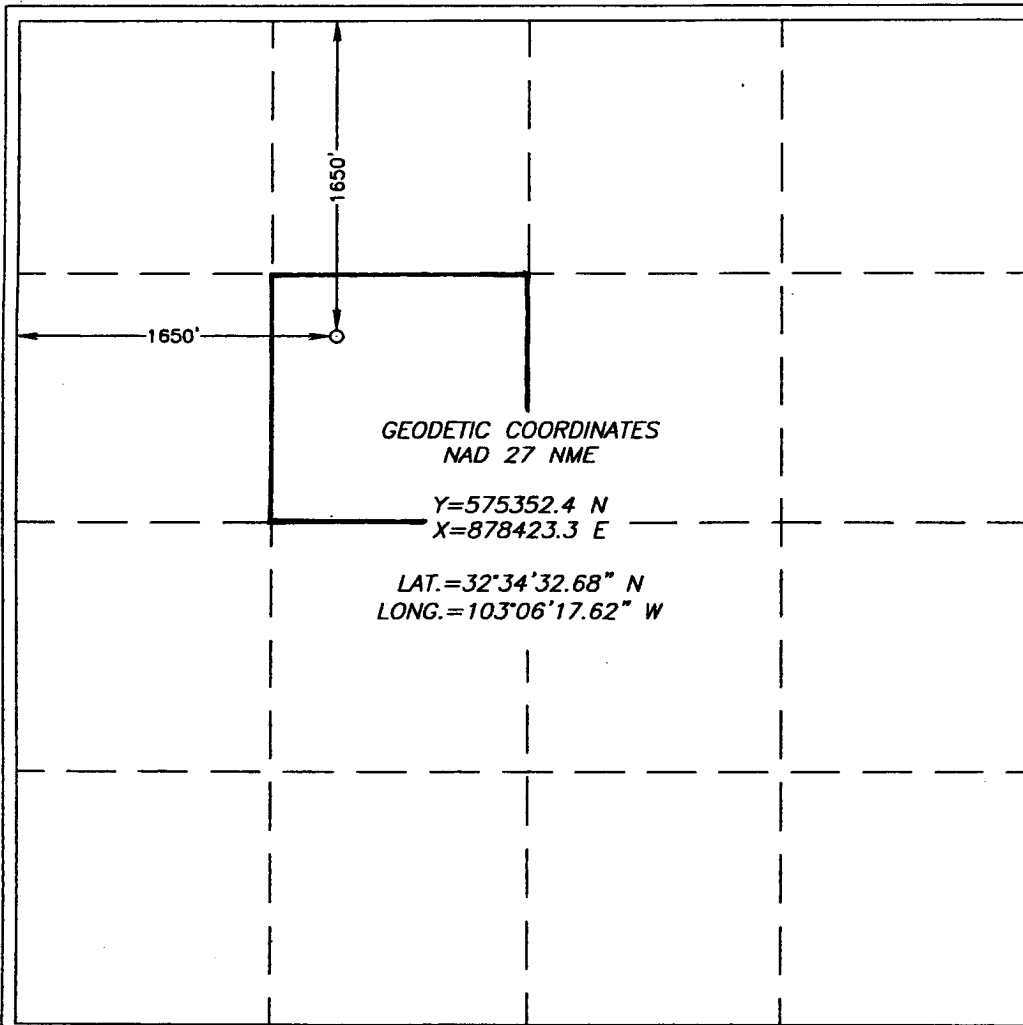 1650'
1650'
GEODETIC COORDINATES
NAD 27 NME
Y=575352.4 N
X=878423.3 E
LAT.=32°34'32.68" N
LONG.=103°06'17.62" W